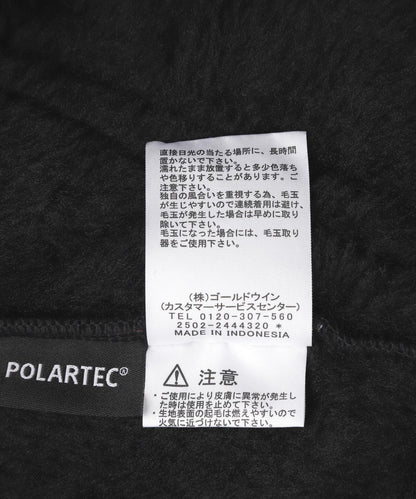 直接日光の当たる場所に、長時間
置かないで下さい。
濡れたまま放置すると多少色落ち
や色移りすることがあります。ご
注意下さい。
独自の風合いを重視する為、毛玉
が生じやすいので連続着用は避け、
毛玉が発生した場合は早めに取り
除いて下さい。
毛玉になった場合には、毛玉取り
器をご使用下さい。
(株)ゴールドウイン
(カスタマーサービスセンター)
TEL 0120-307-560
2502-2444320 *
MADE IN INDONESIA
POLARTEC®
注意
・ご使用により皮膚に異常が発生し
た時は使用を止めて下さい。
・生地表面の起毛は燃えやすいので
火に近づけないで下さい。